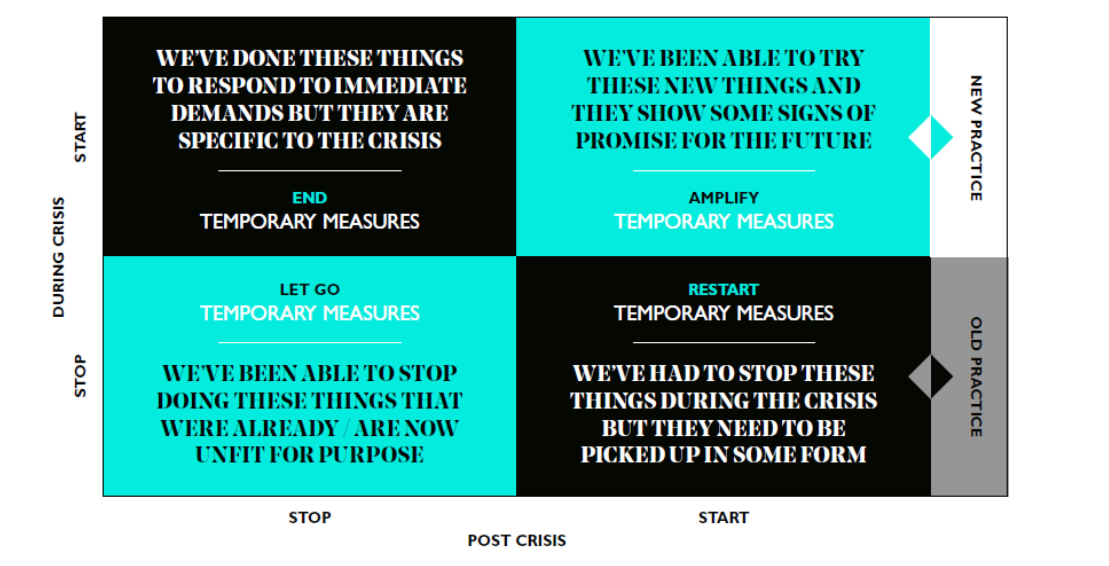 WE'VE DONE THESE THINGS
TO RESPOND TO IMMEDIATE
DEMANDS BUT THEY ARE
SPECIFIC TO THE CRISIS
END
TEMPORARY MEASURES
WE'VE BEEN ABLE TO TRY
THESE NEW THINGS AND
THEY SHOW SOME SIGNS OF
PROMISE FOR THE FUTURE
AMPLIFY
TEMPORARY MEASURES
NEW PRACTICE
START
DURING CRISIS
STOP
LET GO
TEMPORARY MEASURES
WE'VE BEEN ABLE TO STOP
DOING THESE THINGS THAT
WERE ALREADY / ARE NOW
UNFIT FOR PURPOSE
RESTART
TEMPORARY MEASURES
WE'VE HAD TO STOP THESE
THINGS DURING THE CRISIS
BUT THEY NEED TO BE
PICKED UP IN SOME FORM
OLD PRACTICE
STOP
START
POST CRISIS